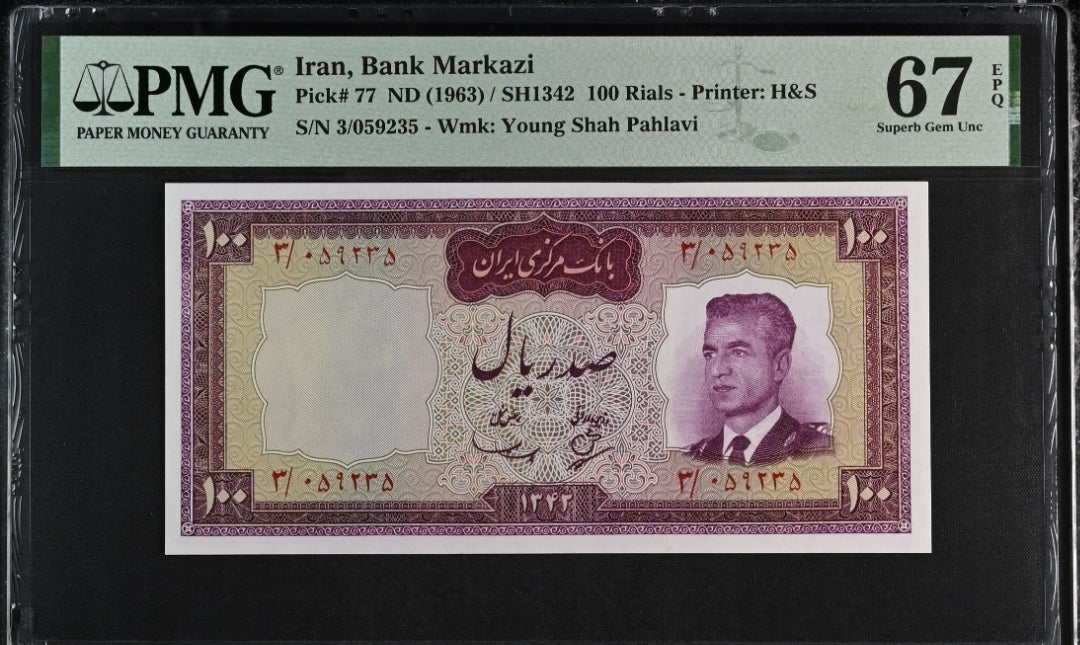 PMG®
PAPER MONEY GUARANTY
Iran, Bank Markazi
Pick# 77 ND (1963) / SH1342 100 Rials - Printer: H&S
S/N 3/059235 - Wmk: Young Shah Pahlavi
67
EPQ
Superb Gem Unc
۱۰۰
۱۰۰
۳/۰۵۹۲۳۵
بانک مرکزی ایران
۳/۰۵۹۲۳۵
صد ریال
۳/۰۵۹۲۳۵
۳/۰۵۹۲۳۵
۱۰۰
۱۳۴۲
۱۰۰